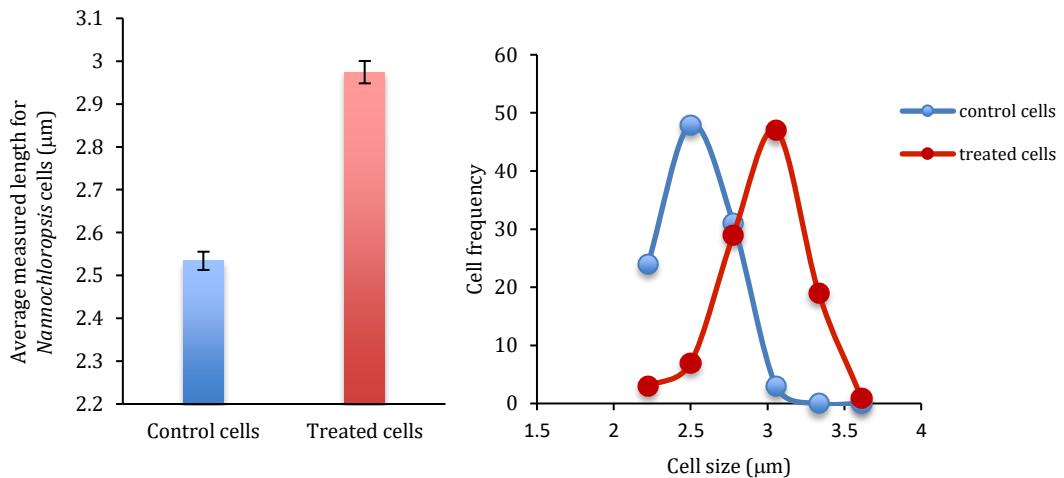 Average measured length for
Nannochloropsis cells (μm)
3.1
3
2.9
2.8
2.7
2.6
2.5
2.4
2.3
2.2
Control cells
Treated cells
Cell frequency
60
50
40
30
20
10
0
1.5
2
2.5
3
3.5
4
Cell size (μm)
control cells
treated cells